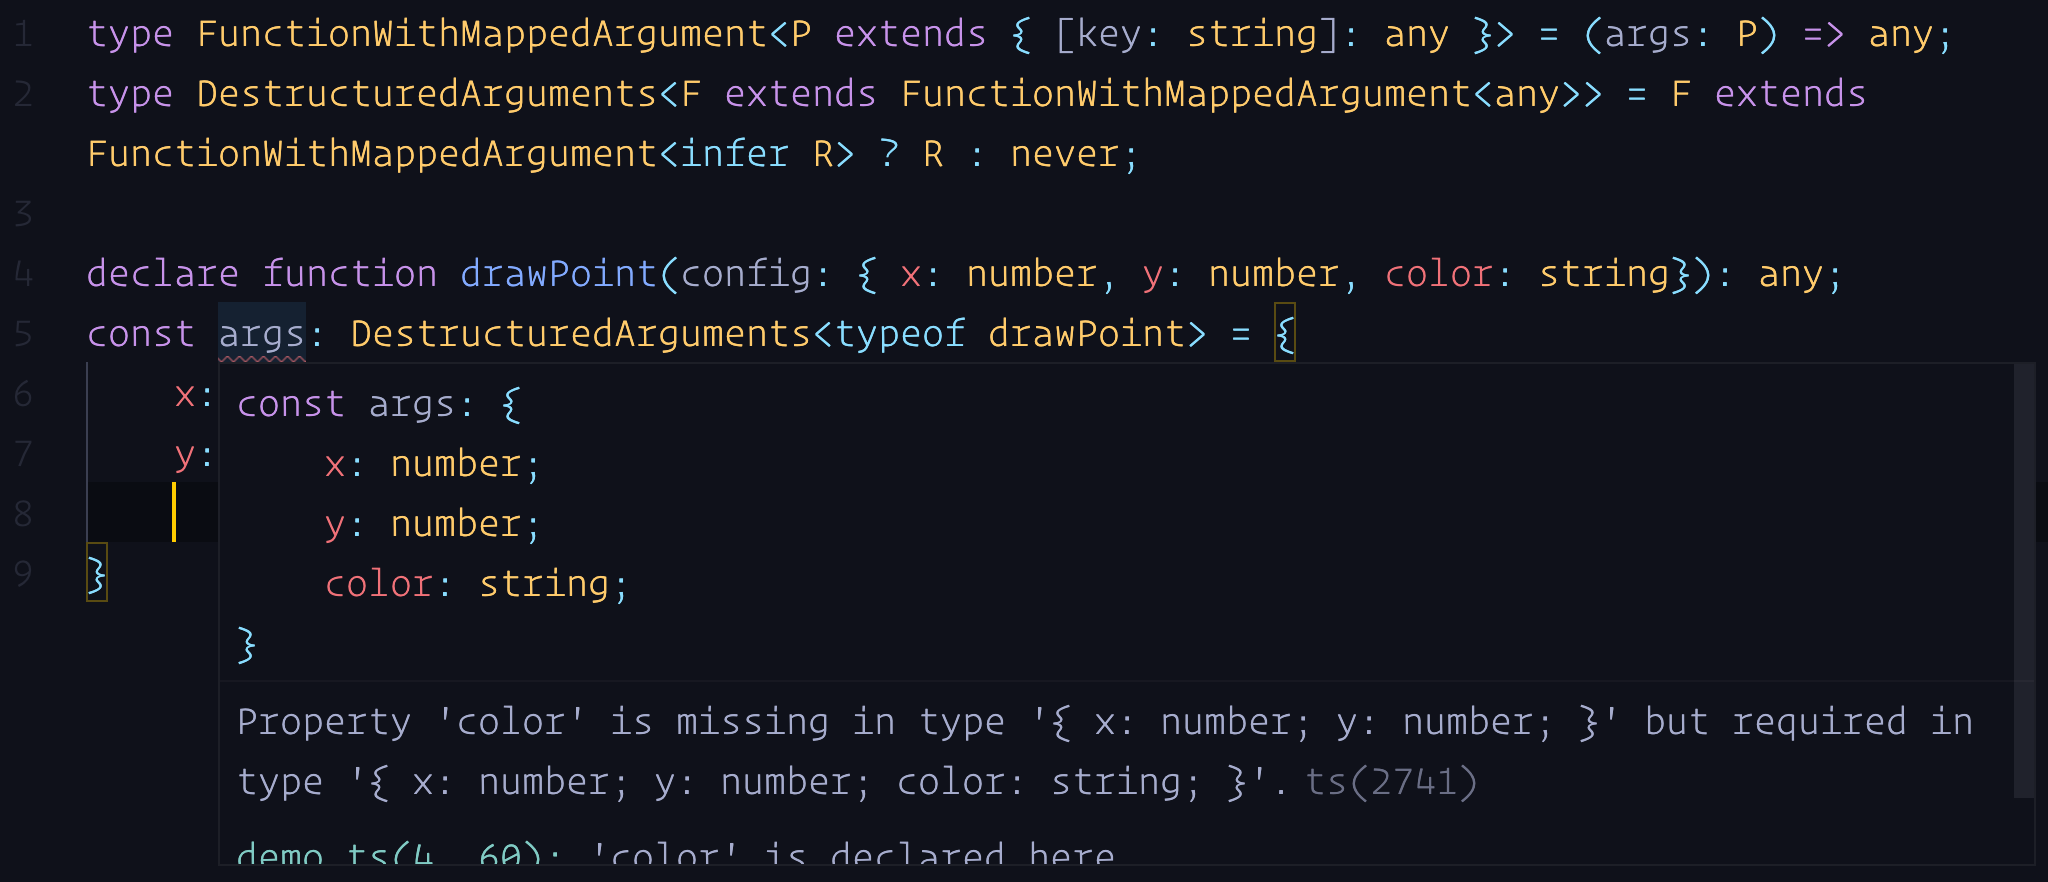 1 type FunctionWithMappedArgument<P extends { [key: string]: any }> = (args: P) => any;
2 type DestructuredArguments<F extends FunctionWithMappedArgument<any>> = F extends
FunctionWithMappedArgument<infer R> ? R : never;
3
4 declare function drawPoint(config: { x: number, y: number, color: string}): any;
5 const args: DestructuredArguments<typeof drawPoint> = {
6 x:
const args: {
x: number;
7 y:
y: number;
8
color: string;
9 }
}
Property 'color' is missing in type '{ x: number; y: number; }' but required in
type '{ x: number; y: number; color: string; }'. ts(2741)
demo.ts(4, 60): 'color' is declared here.